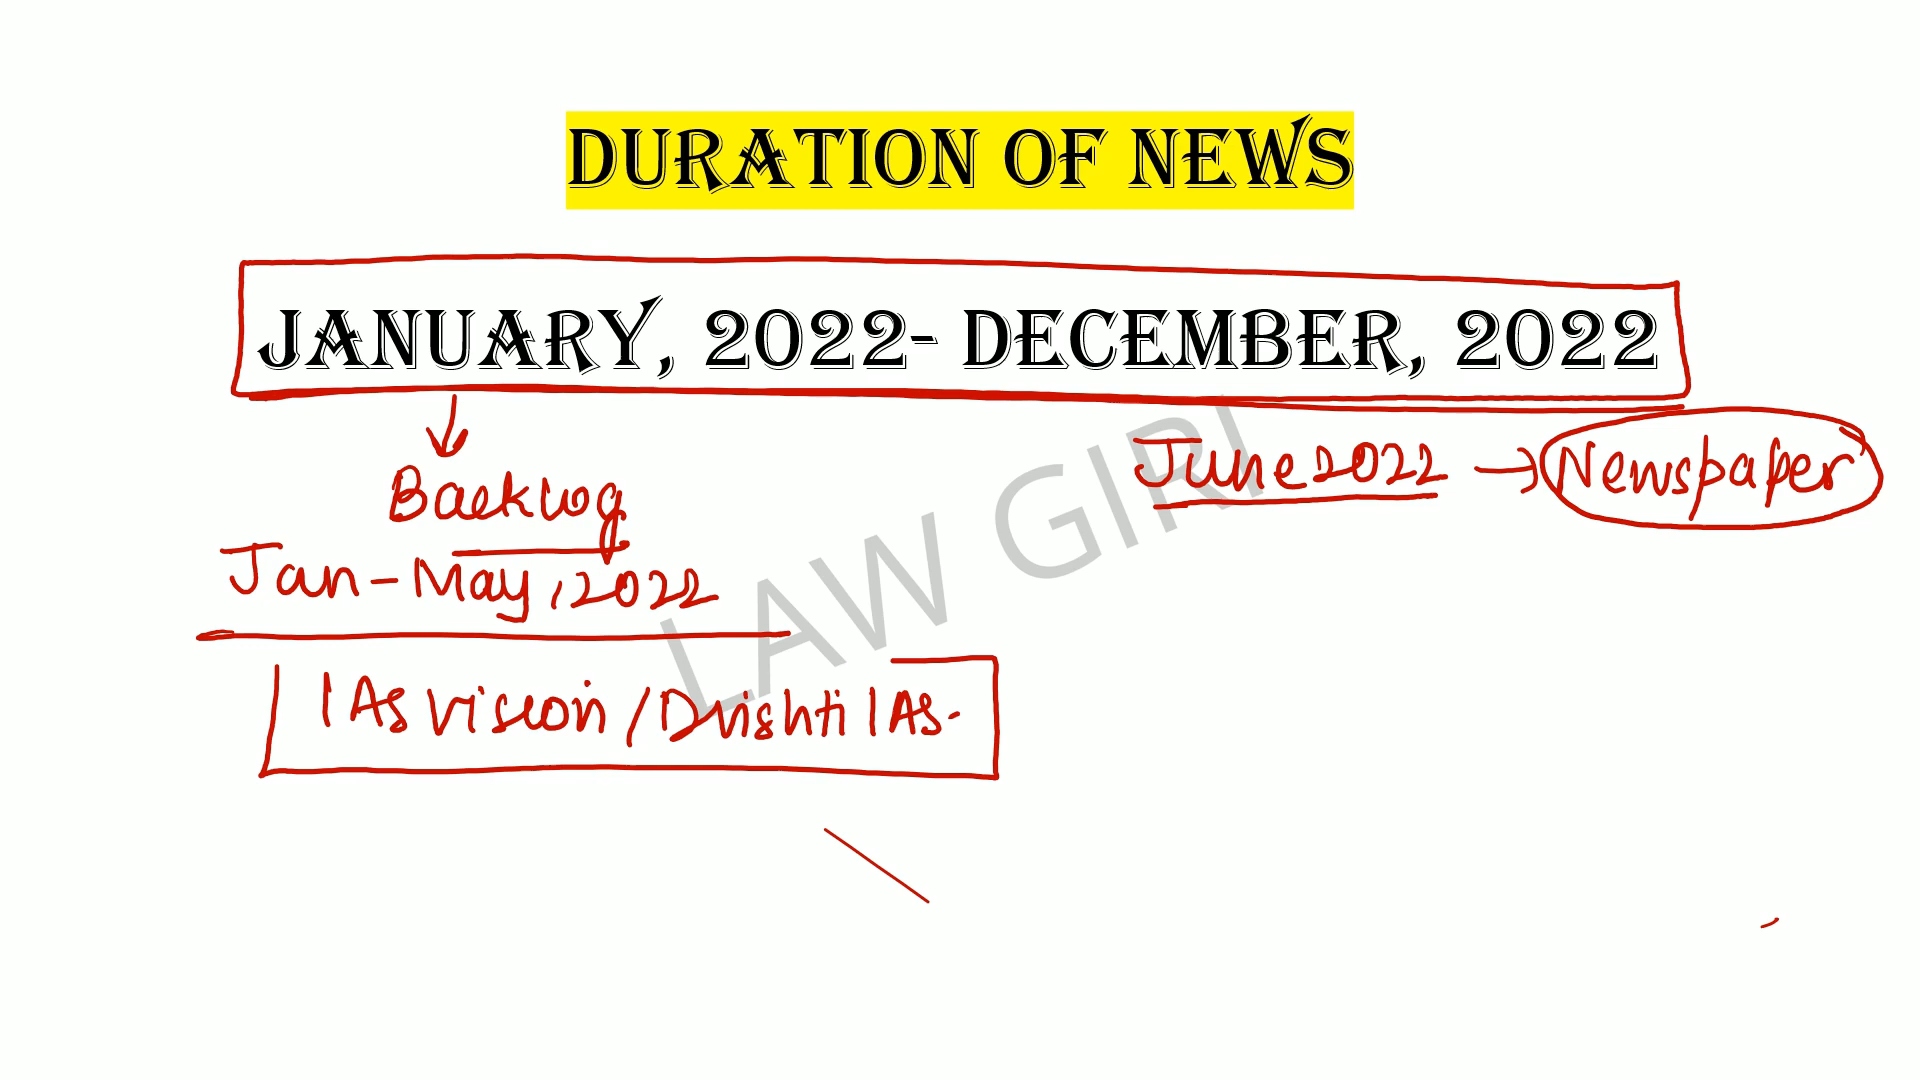 DURATION OF NEWS
JANUARY, 2022- DECEMBER, 2022
June 2022 → Newspaper
Backlog
Jan-May, 2022
IAS Vision / Drishti IAS.
LAW GIRI